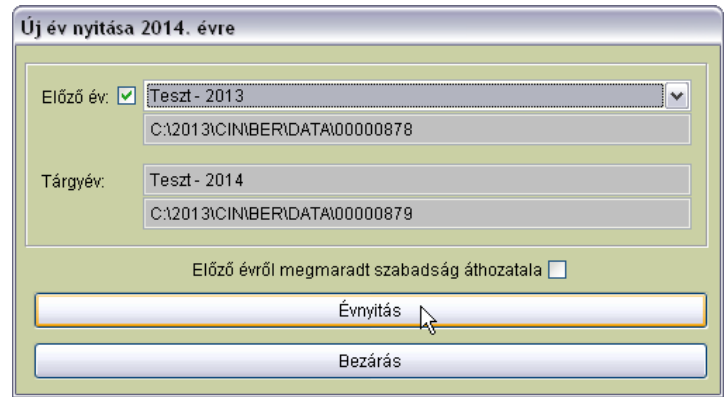 Új év nyitása 2014. évre
Előző év: Teszt - 2013
C:\2013\CIN\BER\DATA\00000878
Tárgyév: Teszt - 2014
C:\2013\CIN\BER\DATA\00000879
Előző évről megmaradt szabadság áthozatala
Évnyitás
Bezárás